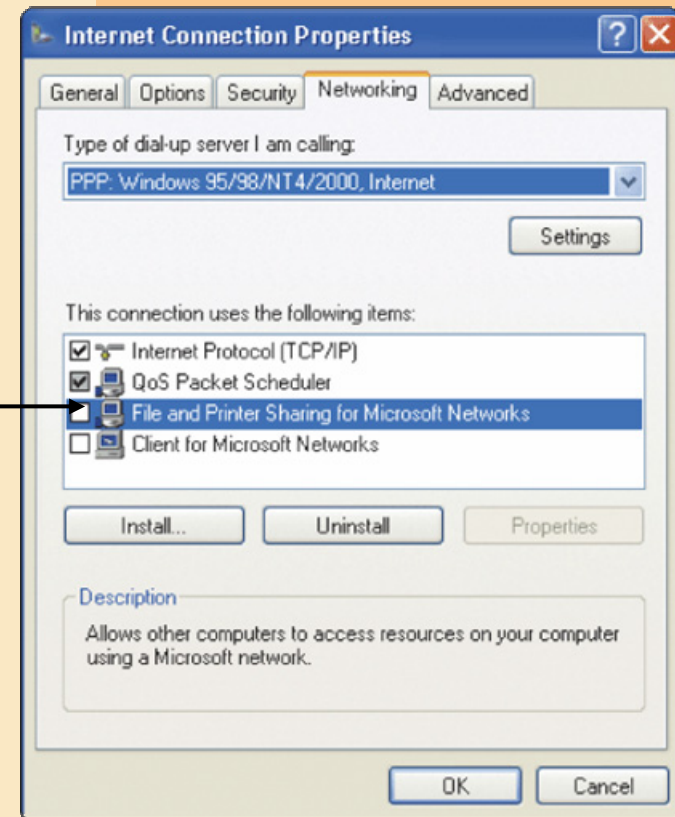 Internet Connection Properties
General Options Security Networking Advanced
Type of dial-up server I am calling:
PPP: Windows 95/98/NT4/2000, Internet
Settings
This connection uses the following items:
Internet Protocol (TCP/IP)
QoS Packet Scheduler
File and Printer Sharing for Microsoft Networks
Client for Microsoft Networks
Install... Uninstall Properties
Description
Allows other computers to access resources on your computer
using a Microsoft network.
OK Cancel